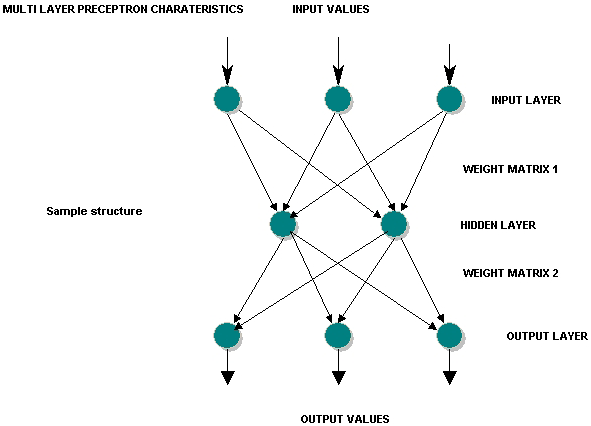 MULTI LAYER PRECEPTRON CHARATERISTICS
INPUT VALUES
INPUT LAYER
WEIGHT MATRIX 1
Sample structure
HIDDEN LAYER
WEIGHT MATRIX 2
OUTPUT LAYER
OUTPUT VALUES